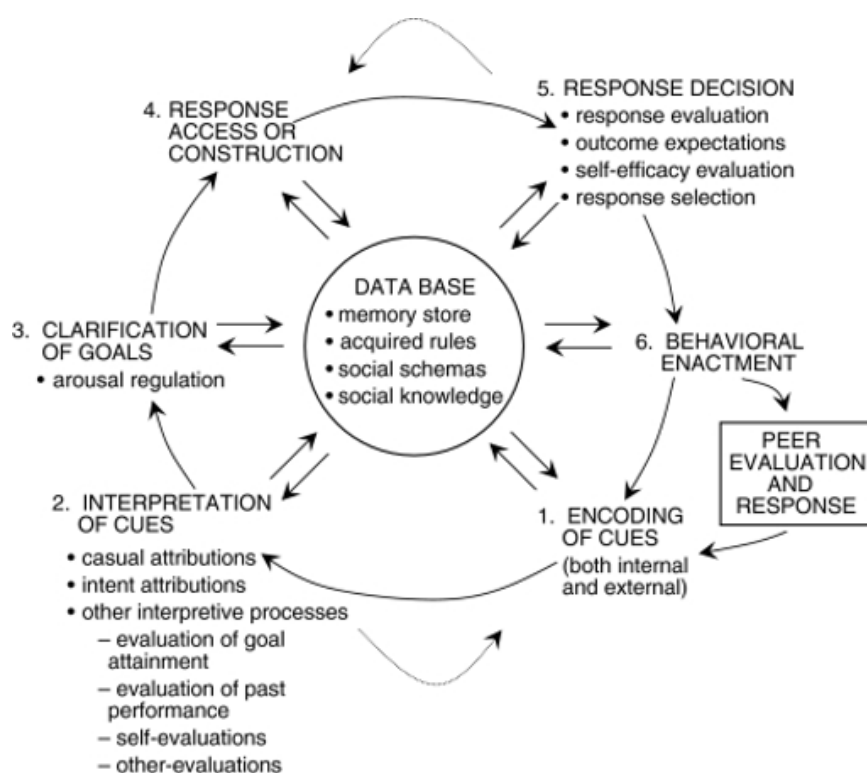 5. RESPONSE DECISION
• response evaluation
• outcome expectations
• self-efficacy evaluation
• response selection
4. RESPONSE
ACCESS OR
CONSTRUCTION
DATA BASE
• memory store
• acquired rules
• social schemas
• social knowledge
3. CLARIFICATION
OF GOALS
• arousal regulation
6. BEHAVIORAL
ENACTMENT
PEER
EVALUATION
AND
RESPONSE
2. INTERPRETATION
OF CUES
• casual attributions
• intent attributions
• other interpretive processes
– evaluation of goal
attainment
– evaluation of past
performance
– self-evaluations
– other-evaluations
1. ENCODING
OF CUES
(both internal
and external)